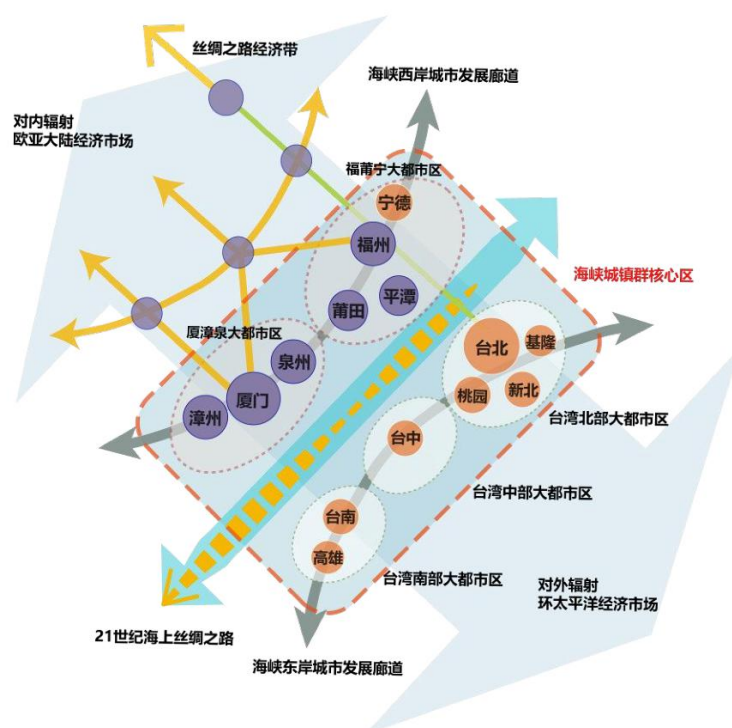 丝绸之路经济带
海峡西岸城市发展廊道
对内辐射
欧亚大陆经济市场
福莆宁大都市区
宁德
福州
平潭
莆田
海峡城镇群核心区
厦漳泉大都市区
泉州
厦门
漳州
台北
基隆
桃园
新北
台湾北部大都市区
台中
台湾中部大都市区
台南
高雄
台湾南部大都市区
对外辐射
环太平洋经济市场
21世纪海上丝绸之路
海峡东岸城市发展廊道